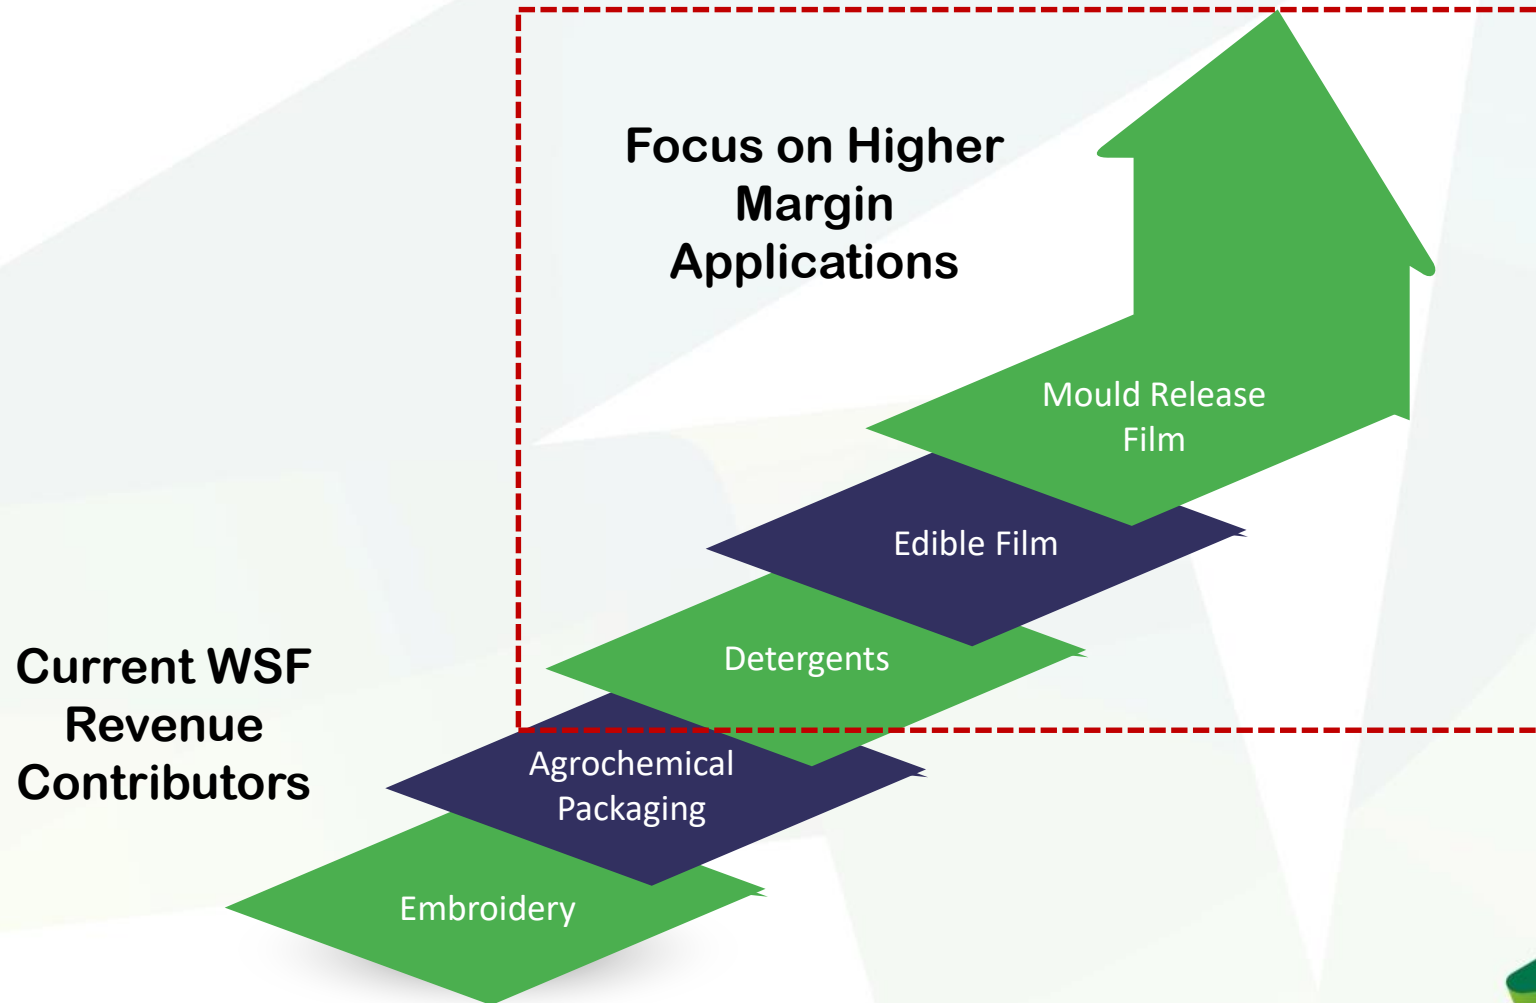 Focus on Higher
Margin
Applications
Mould Release
Film
Edible Film
Detergents
Current WSF
Revenue
Contributors
Agrochemical
Packaging
Embroidery